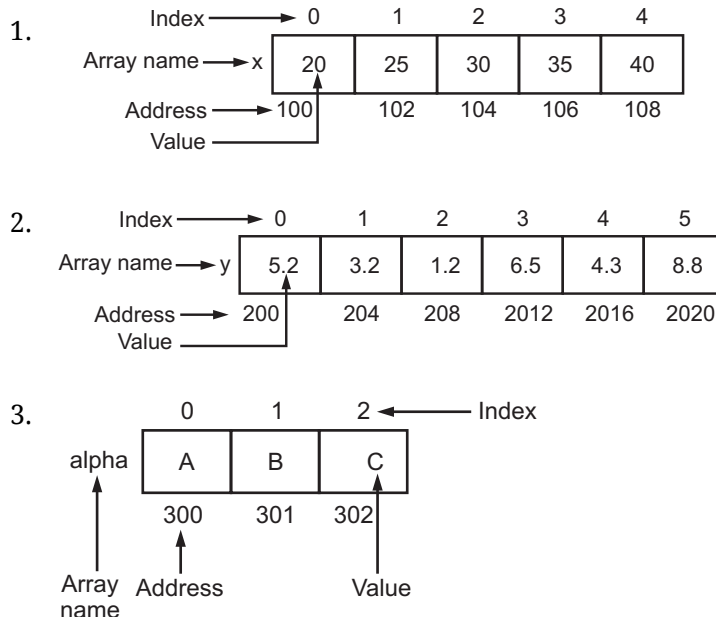 1.
Index 0 1 2 3 4
Array name x 20 25 30 35 40
Address 100 102 104 106 108
Value
2.
Index 0 1 2 3 4 5
Array name y 5.2 3.2 1.2 6.5 4.3 8.8
Address 200 204 208 2012 2016 2020
Value
3.
0 1 2 Index
alpha A B C
300 301 302
Array name Address Value